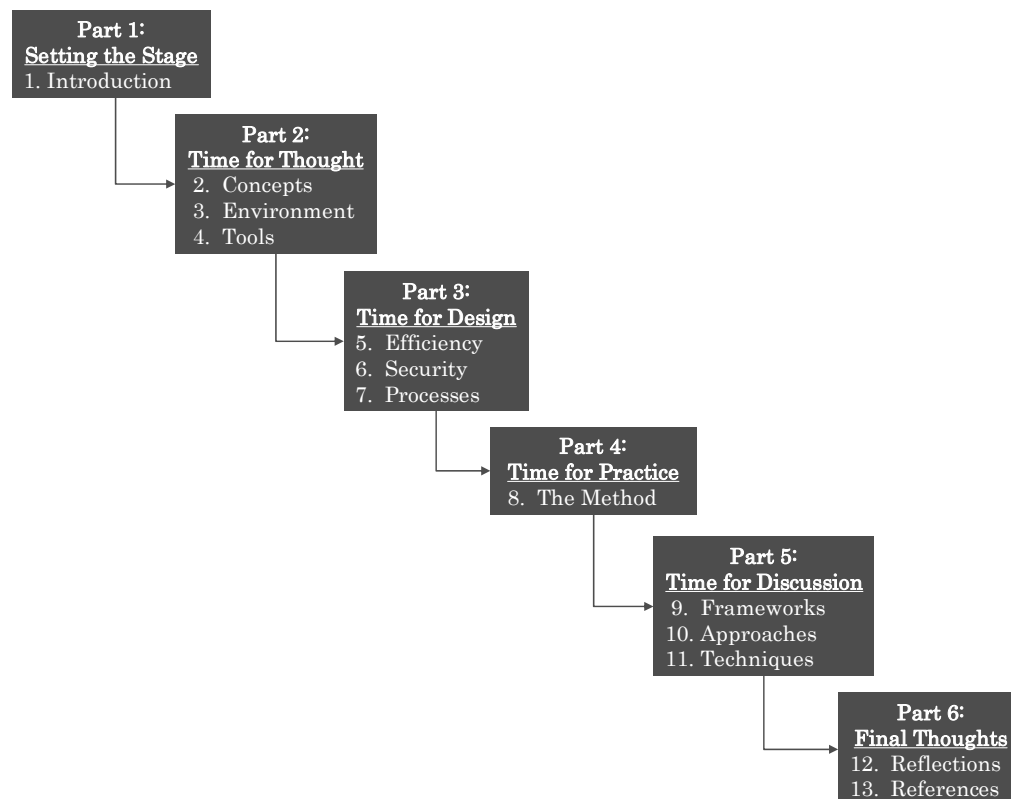 Part 1:
Setting the Stage
1. Introduction
Part 2:
Time for Thought
2. Concepts
3. Environment
4. Tools
Part 3:
Time for Design
5. Efficiency
6. Security
7. Processes
Part 4:
Time for Practice
8. The Method
Part 5:
Time for Discussion
9. Frameworks
10. Approaches
11. Techniques
Part 6:
Final Thoughts
12. Reflections
13. References